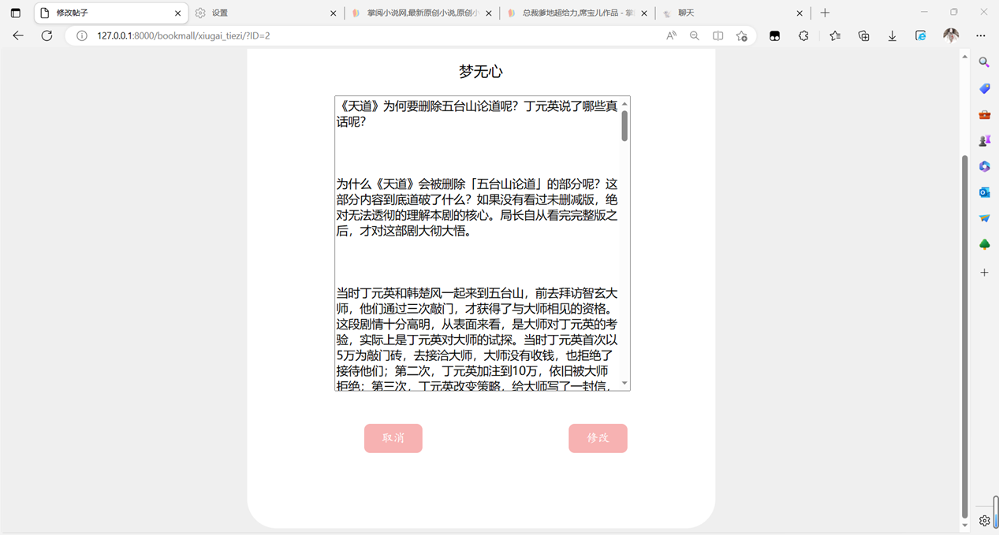 修改帖子
设置
掌阅小说网,最新原创小说,原创小
总裁爹地超给力,席宝儿作品 - 掌
聊天
127.0.0.1:8000/bookmall/xiugai_tiezi/?ID=2
梦无心
《天道》为何要删除五台山论道呢？丁元英说了哪些真
话呢？
为什么《天道》会被删除「五台山论道」的部分呢？这
部分内容到底道破了什么？如果没有看过未删减版，绝
对无法透彻的理解本剧的核心。局长自从看完完整版之
后，才对这部剧大彻大悟。
当时丁元英和韩楚风一起来到五台山，前去拜访智玄大
师，他们通过三次敲门，才获得了与大师相见的资格。
这段剧情十分高明，从表面来看，是大师对丁元英的考
验，实际上是丁元英对大师的试探。当时丁元英首次以
5万为敲门砖，去接洽大师，大师没有收钱，也拒绝了
接待他们；第二次，丁元英加注到10万，依旧被大师
拒绝；第三次，丁元英改变策略，给大师写了一封信，
取消
修改